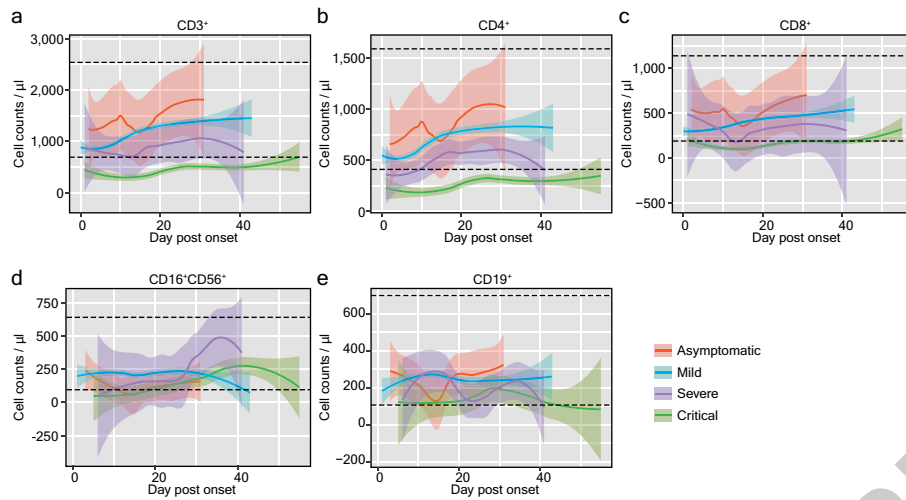 a
CD3⁺
3,000
2,000
1,000
0
Cell counts / µl
0
20
40
Day post onset
b
CD4⁺
1,500
1,000
500
0
Cell counts / µl
0
20
40
Day post onset
c
CD8⁺
1,000
500
0
−500
Cell counts / µl
0
20
40
Day post onset
d
CD16⁺CD56⁺
750
500
250
0
-250
Cell counts / µl
0
20
40
Day post onset
e
CD19⁺
600
400
200
0
−200
Cell counts / µl
0
20
40
Day post onset
Asymptomatic
Mild
Severe
Critical